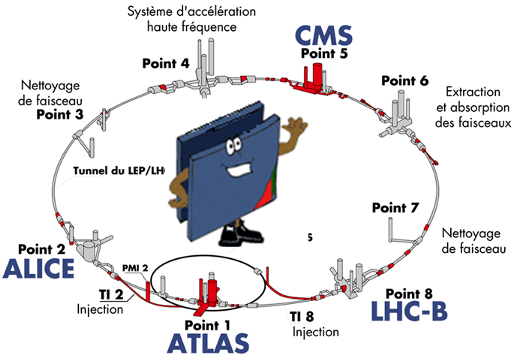 Système d'accélération
haute fréquence
CMS
Point 4
Point 5
Point 6
Nettoyage
de faisceau
Point 3
Extraction
et absorption
des faisceaux
Tunnel du LEP/LH
Point 7
Nettoyage
de faisceau
s
Point 2
ALICE
PMI 2
TI 2
Injection
Point 1
ATLAS
TI 8
Injection
Point 8
LHC-B